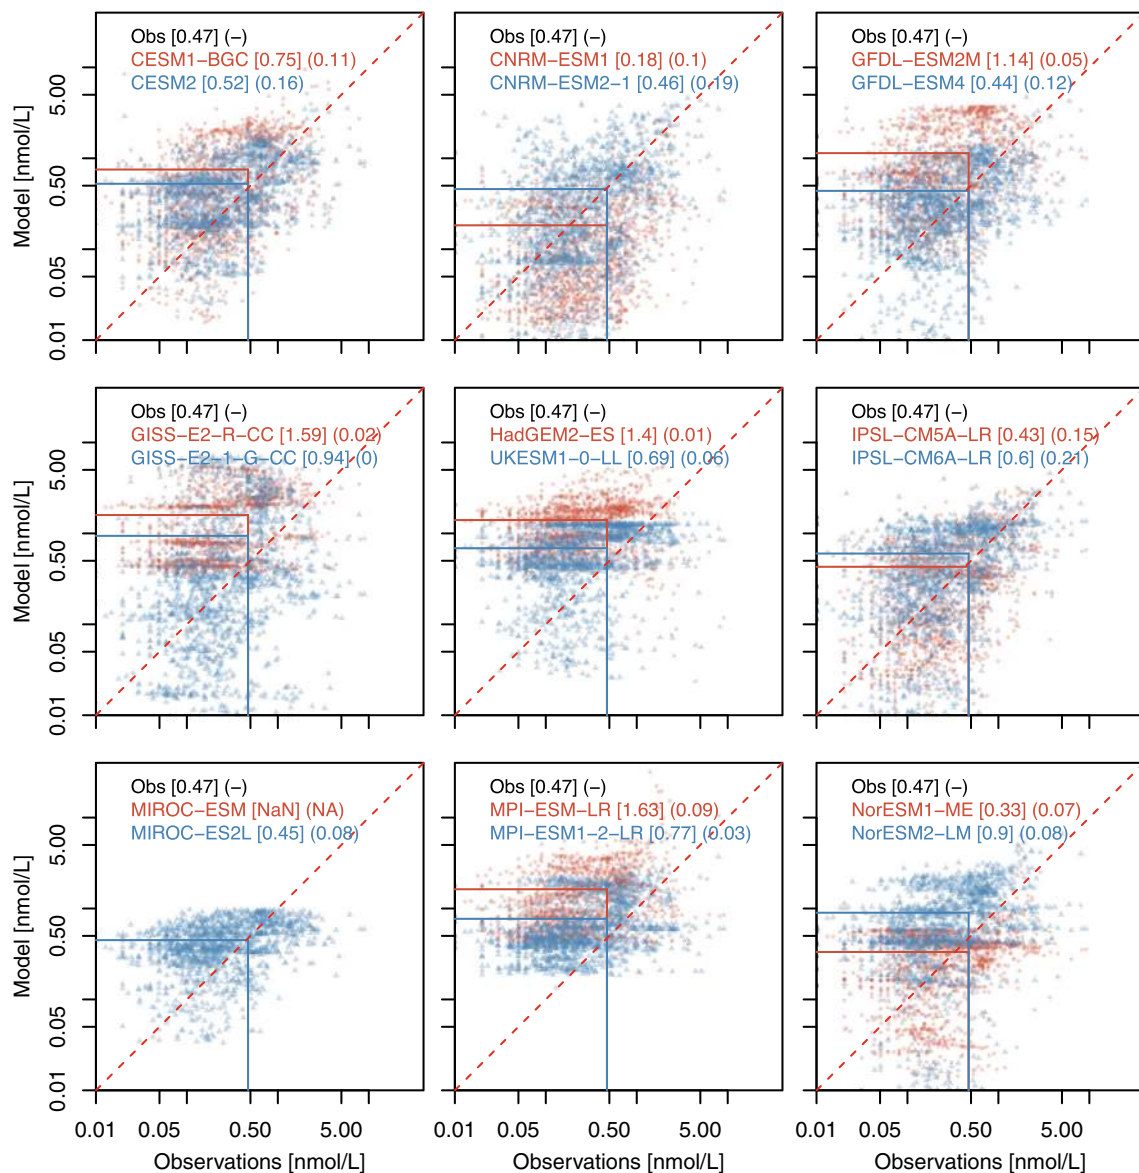 Obs [0.47] (−)
CESM1−BGC [0.75] (0.11)
CESM2 [0.52] (0.16)
Obs [0.47] (−)
CNRM−ESM1 [0.18] (0.1)
CNRM−ESM2−1 [0.46] (0.19)
Obs [0.47] (−)
GFDL−ESM2M [1.14] (0.05)
GFDL−ESM4 [0.44] (0.12)
Model [nmol/L]
5.00
0.50
0.05
0.01
Obs [0.47] (−)
GISS−E2−R−CC [1.59] (0.02)
GISS−E2−1−G−CC [0.94] (0)
Obs [0.47] (−)
HadGEM2−ES [1.4] (0.01)
UKESM1−0−LL [0.69] (0.06)
Obs [0.47] (−)
IPSL−CM5A−LR [0.43] (0.15)
IPSL−CM6A−LR [0.6] (0.21)
Model [nmol/L]
5.00
0.50
0.05
0.01
Obs [0.47] (−)
MIROC−ESM [NaN] (NA)
MIROC−ES2L [0.45] (0.08)
Obs [0.47] (−)
MPI−ESM−LR [1.63] (0.09)
MPI−ESM1−2−LR [0.77] (0.03)
Obs [0.47] (−)
NorESM1−ME [0.33] (0.07)
NorESM2−LM [0.9] (0.08)
Model [nmol/L]
5.00
0.50
0.05
0.01
0.01 0.05 0.50 5.00
0.01 0.05 0.50 5.00
0.01 0.05 0.50 5.00
Observations [nmol/L]
Observations [nmol/L]
Observations [nmol/L]